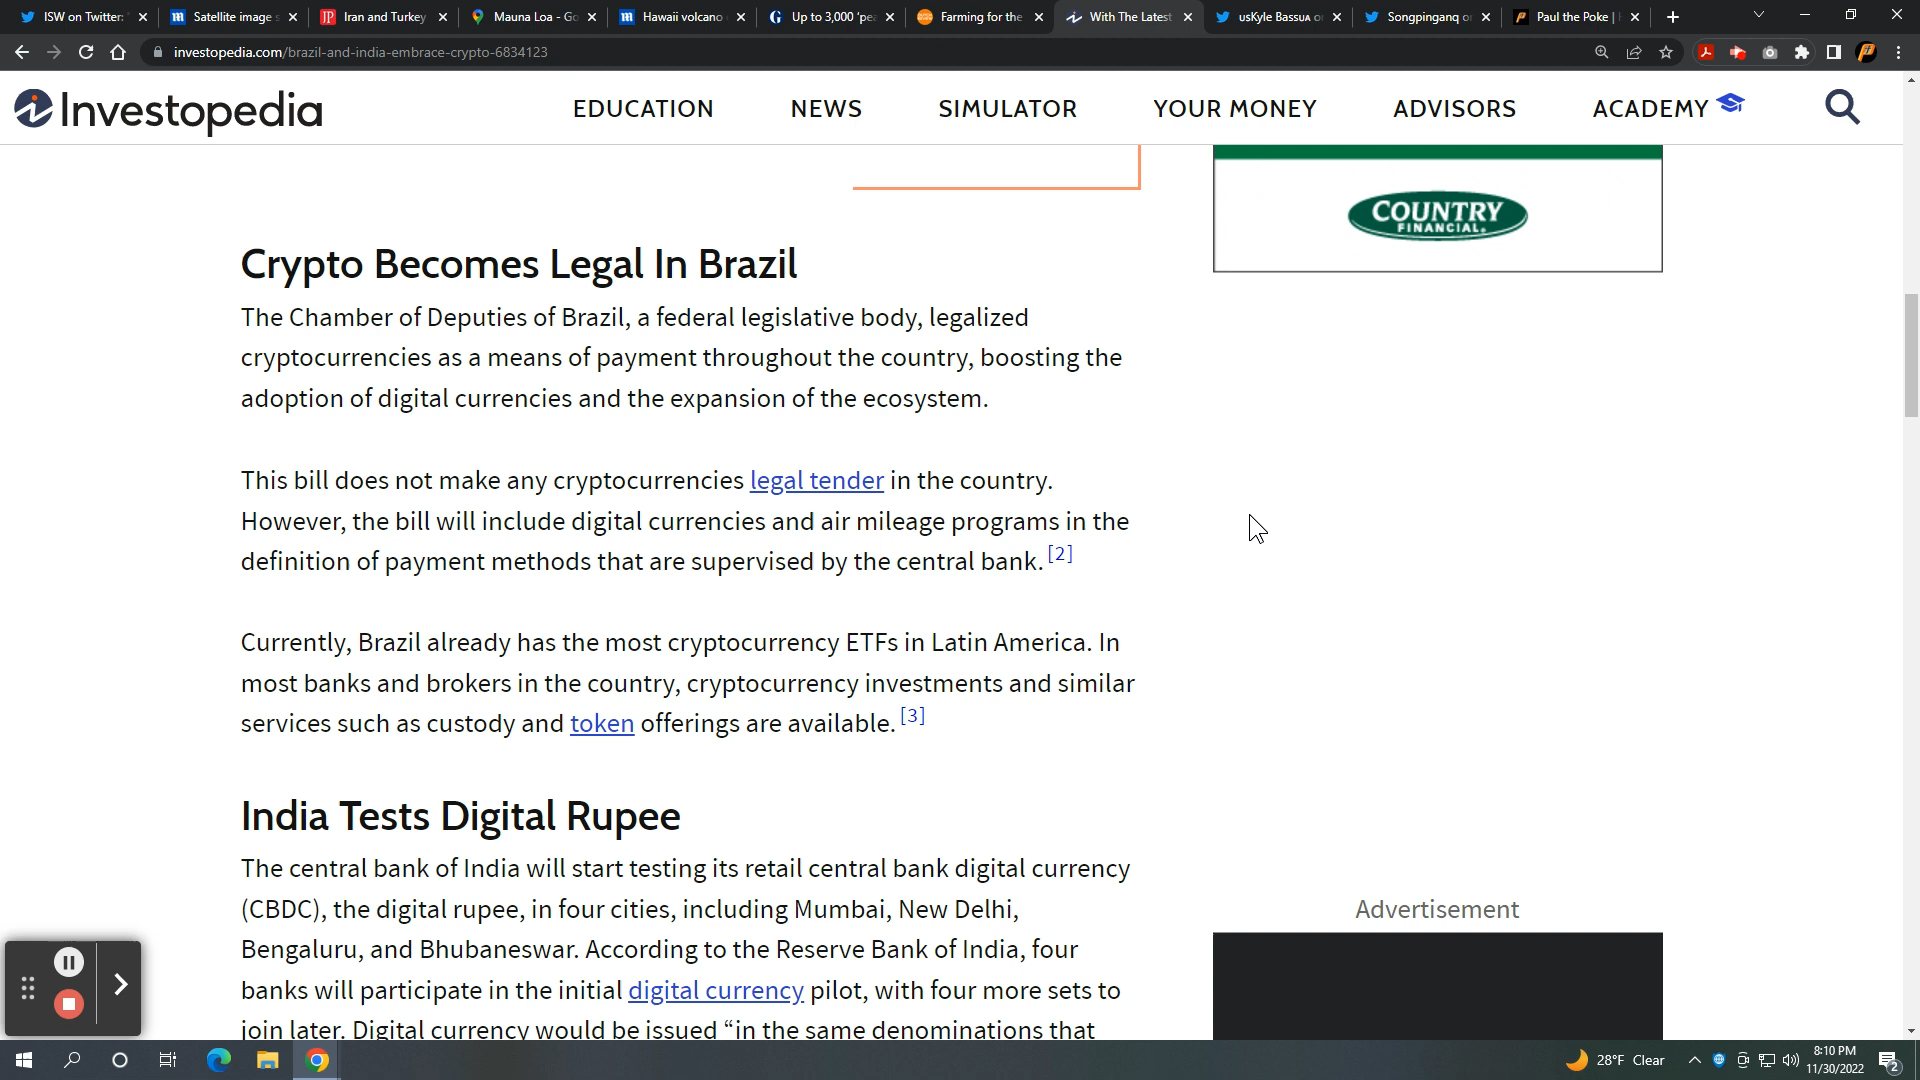 ISW on Twitter:
Satellite image s
Iran and Turkey
Mauna Loa - Go
Hawaii volcano
Up to 3,000 'pea
Farming for the
With The Latest
usKyle BassuA or
Songpinganq or
Paul the Poke |
investopedia.com/brazil-and-india-embrace-crypto-6834123
Investopedia
EDUCATION
NEWS
SIMULATOR
YOUR MONEY
ADVISORS
ACADEMY
COUNTRY
FINANCIAL®
Crypto Becomes Legal In Brazil
The Chamber of Deputies of Brazil, a federal legislative body, legalized
cryptocurrencies as a means of payment throughout the country, boosting the
adoption of digital currencies and the expansion of the ecosystem.
This bill does not make any cryptocurrencies legal tender in the country.
However, the bill will include digital currencies and air mileage programs in the
definition of payment methods that are supervised by the central bank. [2]
Currently, Brazil already has the most cryptocurrency ETFs in Latin America. In
most banks and brokers in the country, cryptocurrency investments and similar
services such as custody and token offerings are available. [3]
India Tests Digital Rupee
The central bank of India will start testing its retail central bank digital currency
(CBDC), the digital rupee, in four cities, including Mumbai, New Delhi,
Bengaluru, and Bhubaneswar. According to the Reserve Bank of India, four
banks will participate in the initial digital currency pilot, with four more sets to
join later. Digital currency would be issued “in the same denominations that
Advertisement
28°F Clear
8:10 PM
11/30/2022
2